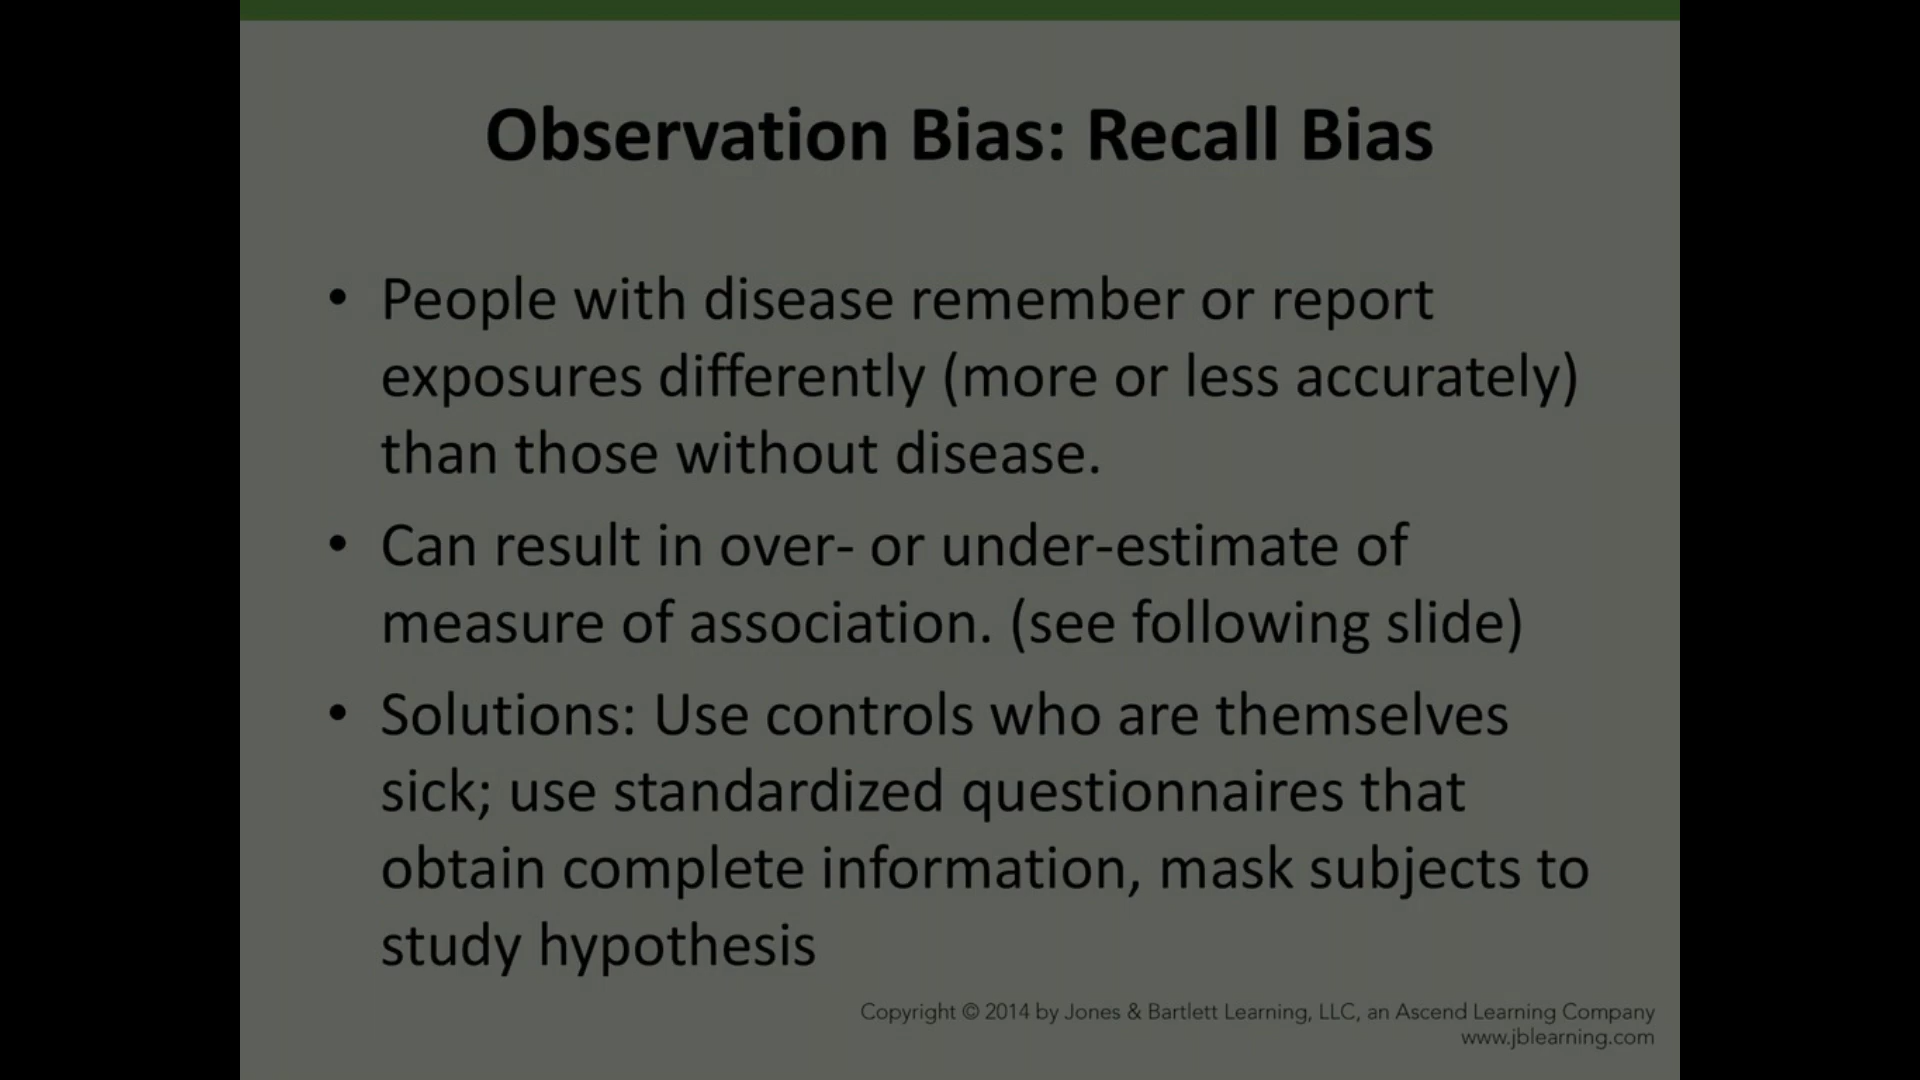 Observation Bias: Recall Bias
• People with disease remember or report
exposures differently (more or less accurately)
than those without disease.
• Can result in over- or under-estimate of
measure of association. (see following slide)
• Solutions: Use controls who are themselves
sick; use standardized questionnaires that
obtain complete information, mask subjects to
study hypothesis
Copyright © 2014 by Jones & Bartlett Learning, LLC, an Ascend Learning Company
www.jblearning.com